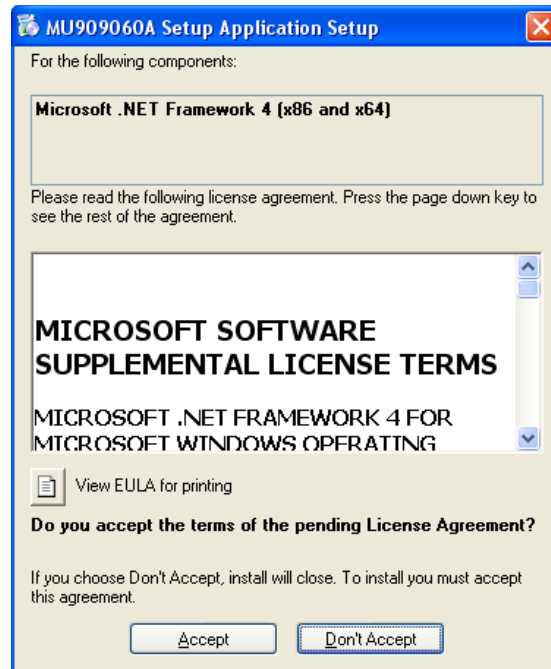 MU909060A Setup Application Setup
For the following components:
Microsoft .NET Framework 4 (x86 and x64)
Please read the following license agreement. Press the page down key to
see the rest of the agreement.
MICROSOFT SOFTWARE
SUPPLEMENTAL LICENSE TERMS
MICROSOFT .NET FRAMEWORK 4 FOR
MICROSOFT WINDOWS OPERATING
View EULA for printing
Do you accept the terms of the pending License Agreement?
If you choose Don't Accept, install will close. To install you must accept
this agreement.
Accept
Don't Accept